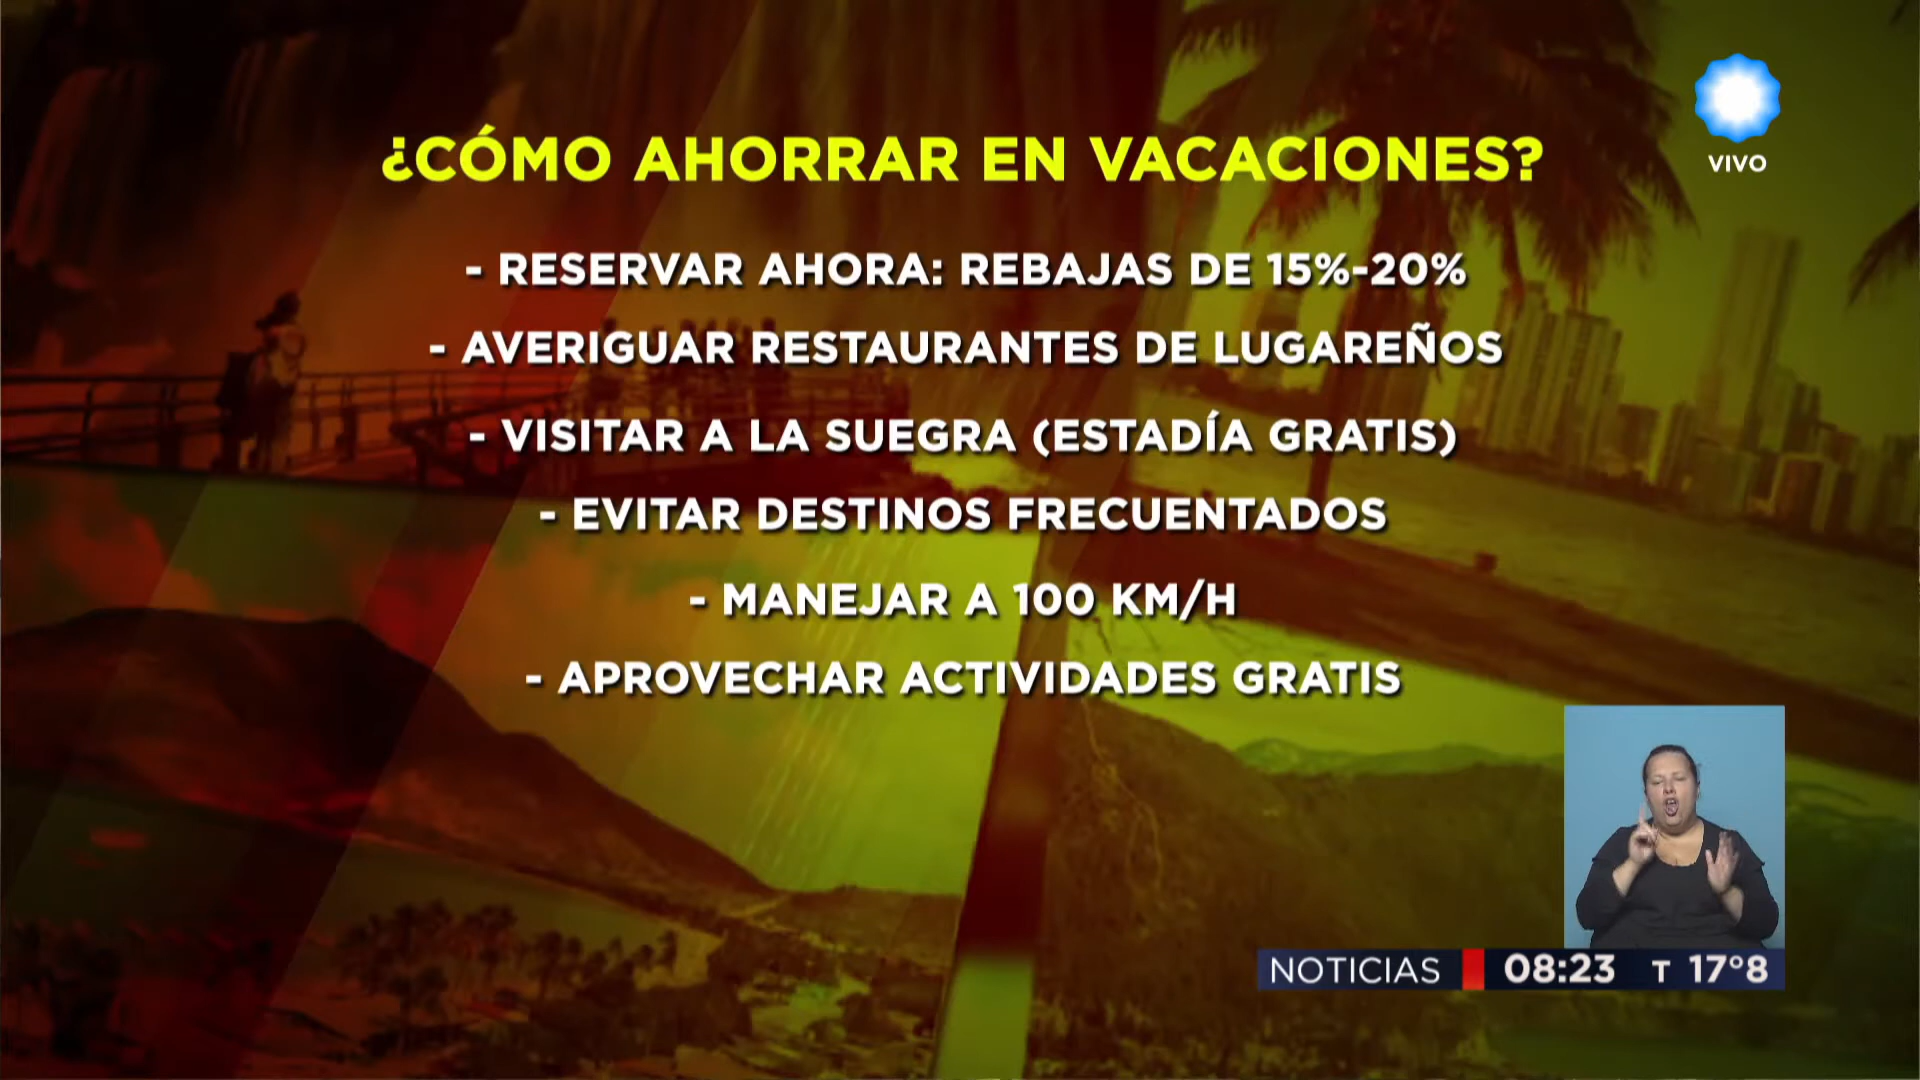 ¿CÓMO AHORRAR EN VACACIONES?
VIVO
- RESERVAR AHORA: REBAJAS DE 15%-20%
- AVERIGUAR RESTAURANTES DE LUGAREÑOS
- VISITAR A LA SUEGRA (ESTADÍA GRATIS)
- EVITAR DESTINOS FRECUENTADOS
- MANEJAR A 100 KM/H
- APROVECHAR ACTIVIDADES GRATIS
NOTICIAS 08:23 T 17°8